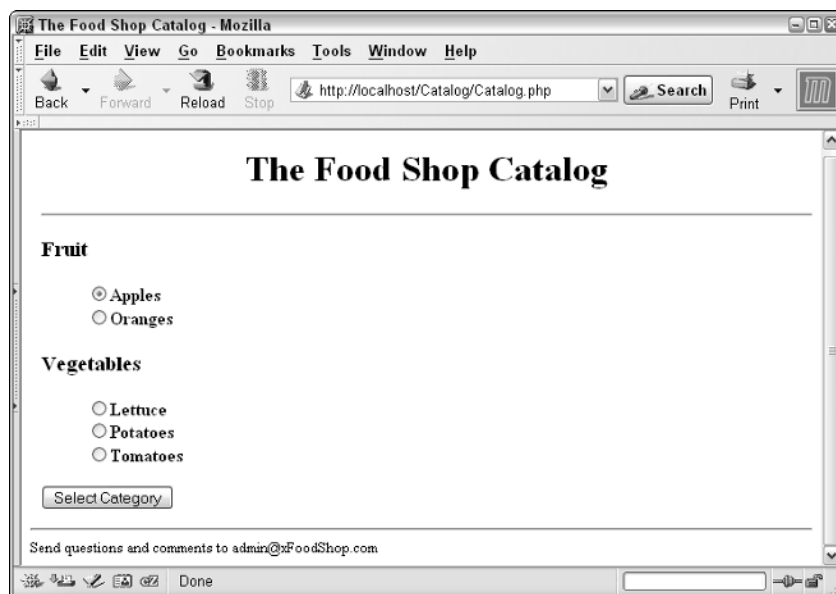 The Food Shop Catalog - Mozilla
File Edit View Go Bookmarks Tools Window Help
Back Forward Reload Stop http://localhost/Catalog/Catalog.php Search Print
The Food Shop Catalog
Fruit
Apples
Oranges
Vegetables
Lettuce
Potatoes
Tomatoes
Select Category
Send questions and comments to admin@xFoodShop.com
Done